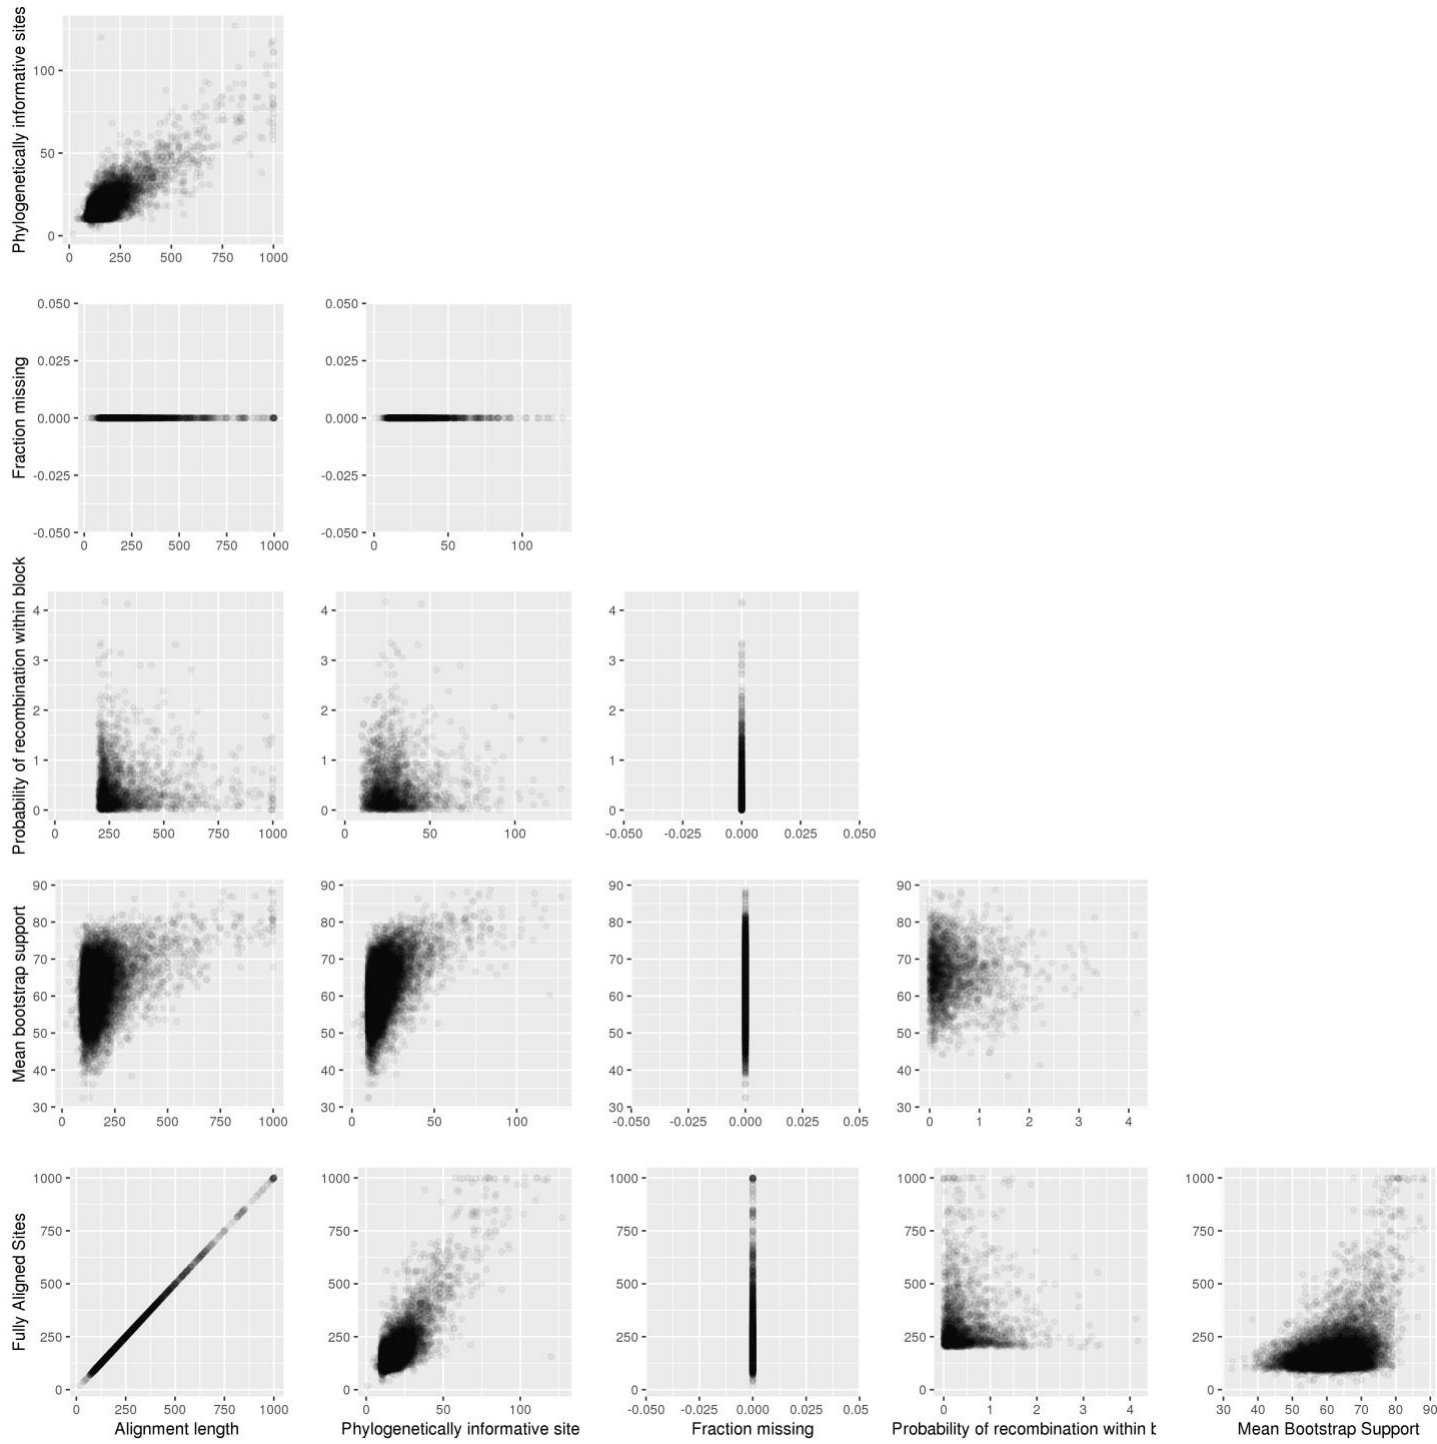 Phylogenetically informative sites
100
50
0
0 250 500 750 1000
Fraction missing
0.050 0.050
0.025 0.025
0.000 0.000
-0.025 -0.025
-0.050 -0.050
0 250 500 750 1000 0 50 100
Probability of recombination within block
4 4 4
3 3 3
2 2 2
1 1 1
0 0 0
0 250 500 750 1000 0 50 100 -0.050 -0.025 0.000 0.025 0.050
Mean bootstrap support
90 90 90 90
80 80 80 80
70 70 70 70
60 60 60 60
50 50 50 50
40 40 40 40
30 30 30 30
0 250 500 750 1000 0 50 100 -0.050 -0.025 0.000 0.025 0.05 0 1 2 3 4
Fully Aligned Sites
1000 1000 1000 1000 1000
750 750 750 750 750
500 500 500 500 500
250 250 250 250 250
0 0 0 0 0
0 250 500 750 1000 0 50 100 -0.050 -0.025 0.000 0.025 0.05 0 1 2 3 4 30 40 50 60 70 80 90
Alignment length Phylogenetically informative site Fraction missing Probability of recombination within b Mean Bootstrap Support